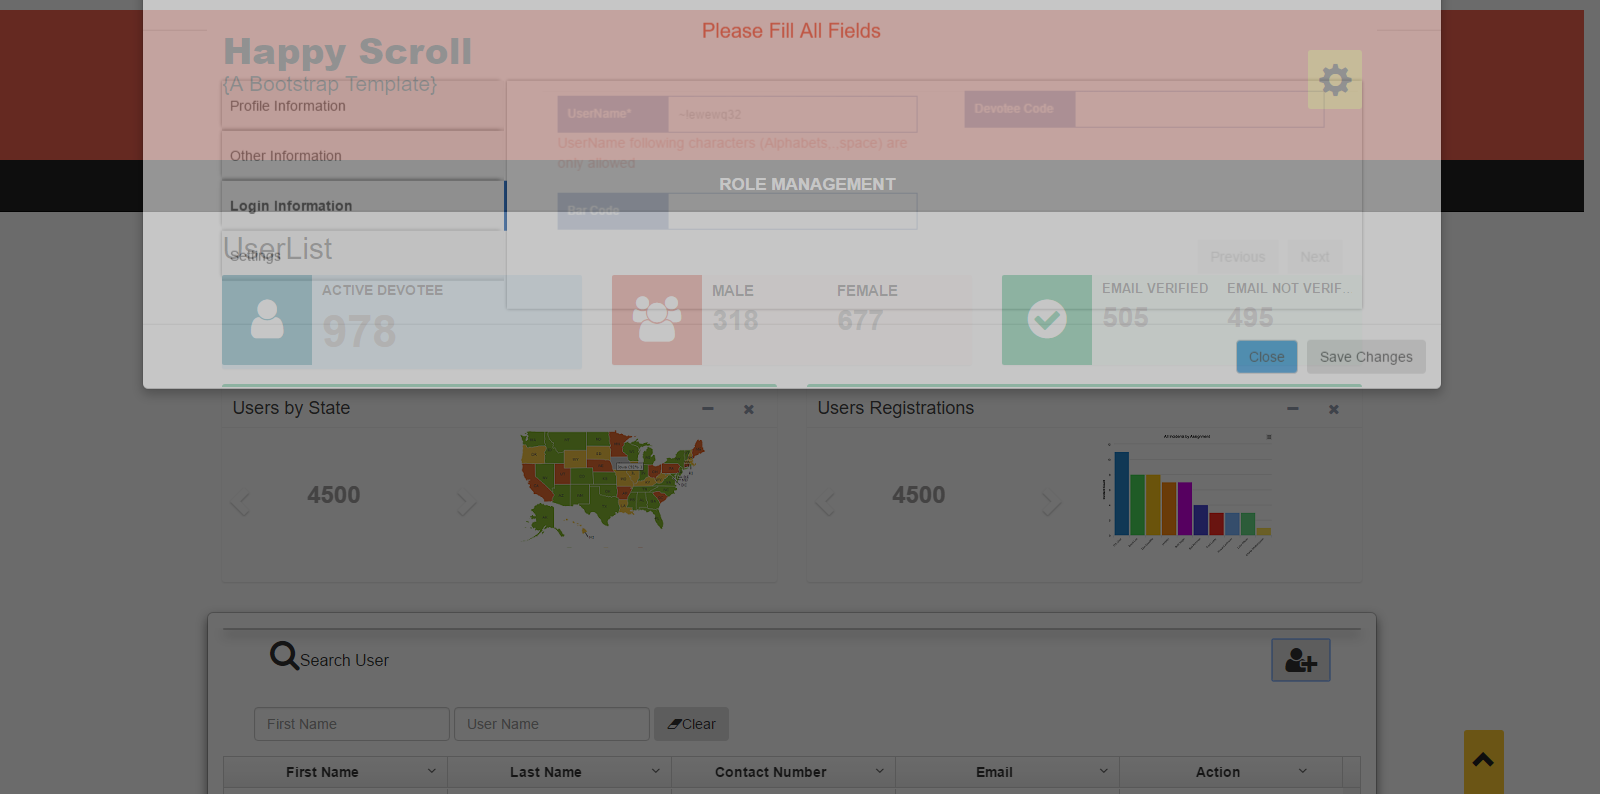 Please Fill All Fields
Happy Scroll
{A Bootstrap Template}
Profile Information
UserName*
Devotee Code
UserName following characters (Alphabets,_,space) are
only allowed
Other Information
ROLE MANAGEMENT
Login Information
Bar Code
UserList
Settings
Previous
Next
ACTIVE DEVOTEE
978
MALE
318
FEMALE
677
EMAIL VERIFIED
505
EMAIL NOT VERIF..
495
Close
Save Changes
Users by State
Users Registrations
4500
4500
Search User
First Name
User Name
Clear
First Name
Last Name
Contact Number
Email
Action